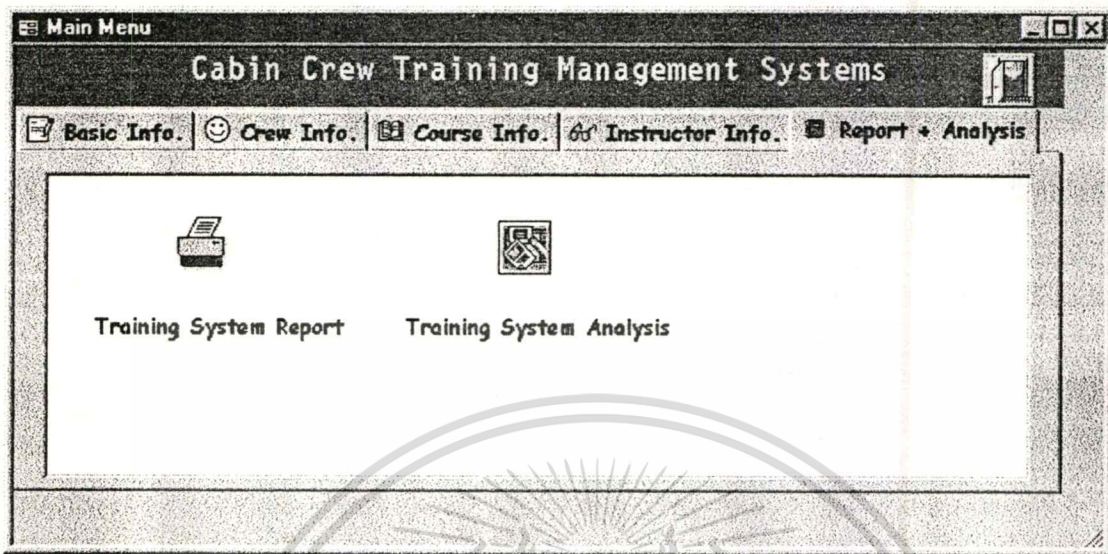 Main Menu
Cabin Crew Training Management Systems
Basic Info. Crew Info. Course Info. Instructor Info. Report + Analysis
Training System Report Training System Analysis